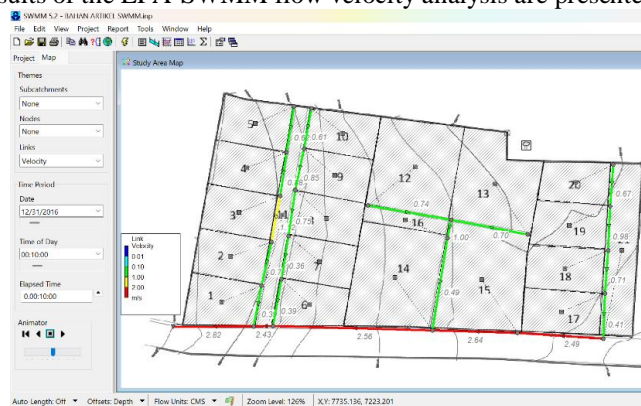 sults of the EPA-SWMM flow velocity analysis are presente
SWMM 5.2 - BAHAN ARTIKEL SWMM.inp
File Edit View Project Report Tools Window Help
Project Map
Study Area Map
Themes
Subcatchments
None
Nodes
None
Links
Velocity
Time Period
Date
12/31/2016
Time of Day
00:10:00
Elapsed Time
0.00:10:00
Animator
Link
Velocity
0.01
0.10
1.00
2.00
m/s
5
0.61
10
4
0.85
9
12
13
20
0.67
3
0.75
0.74
16
1.00
0.70
19
0.98
2
0.36
7
14
0.49
15
18
0.71
1
0.39
6
17
0.41
2.82 2.43 2.56 2.64 2.49
Auto Length: Off Offsets: Depth Flow Units: CMS Zoom Level: 126% X,Y: 7735.136, 7223.201